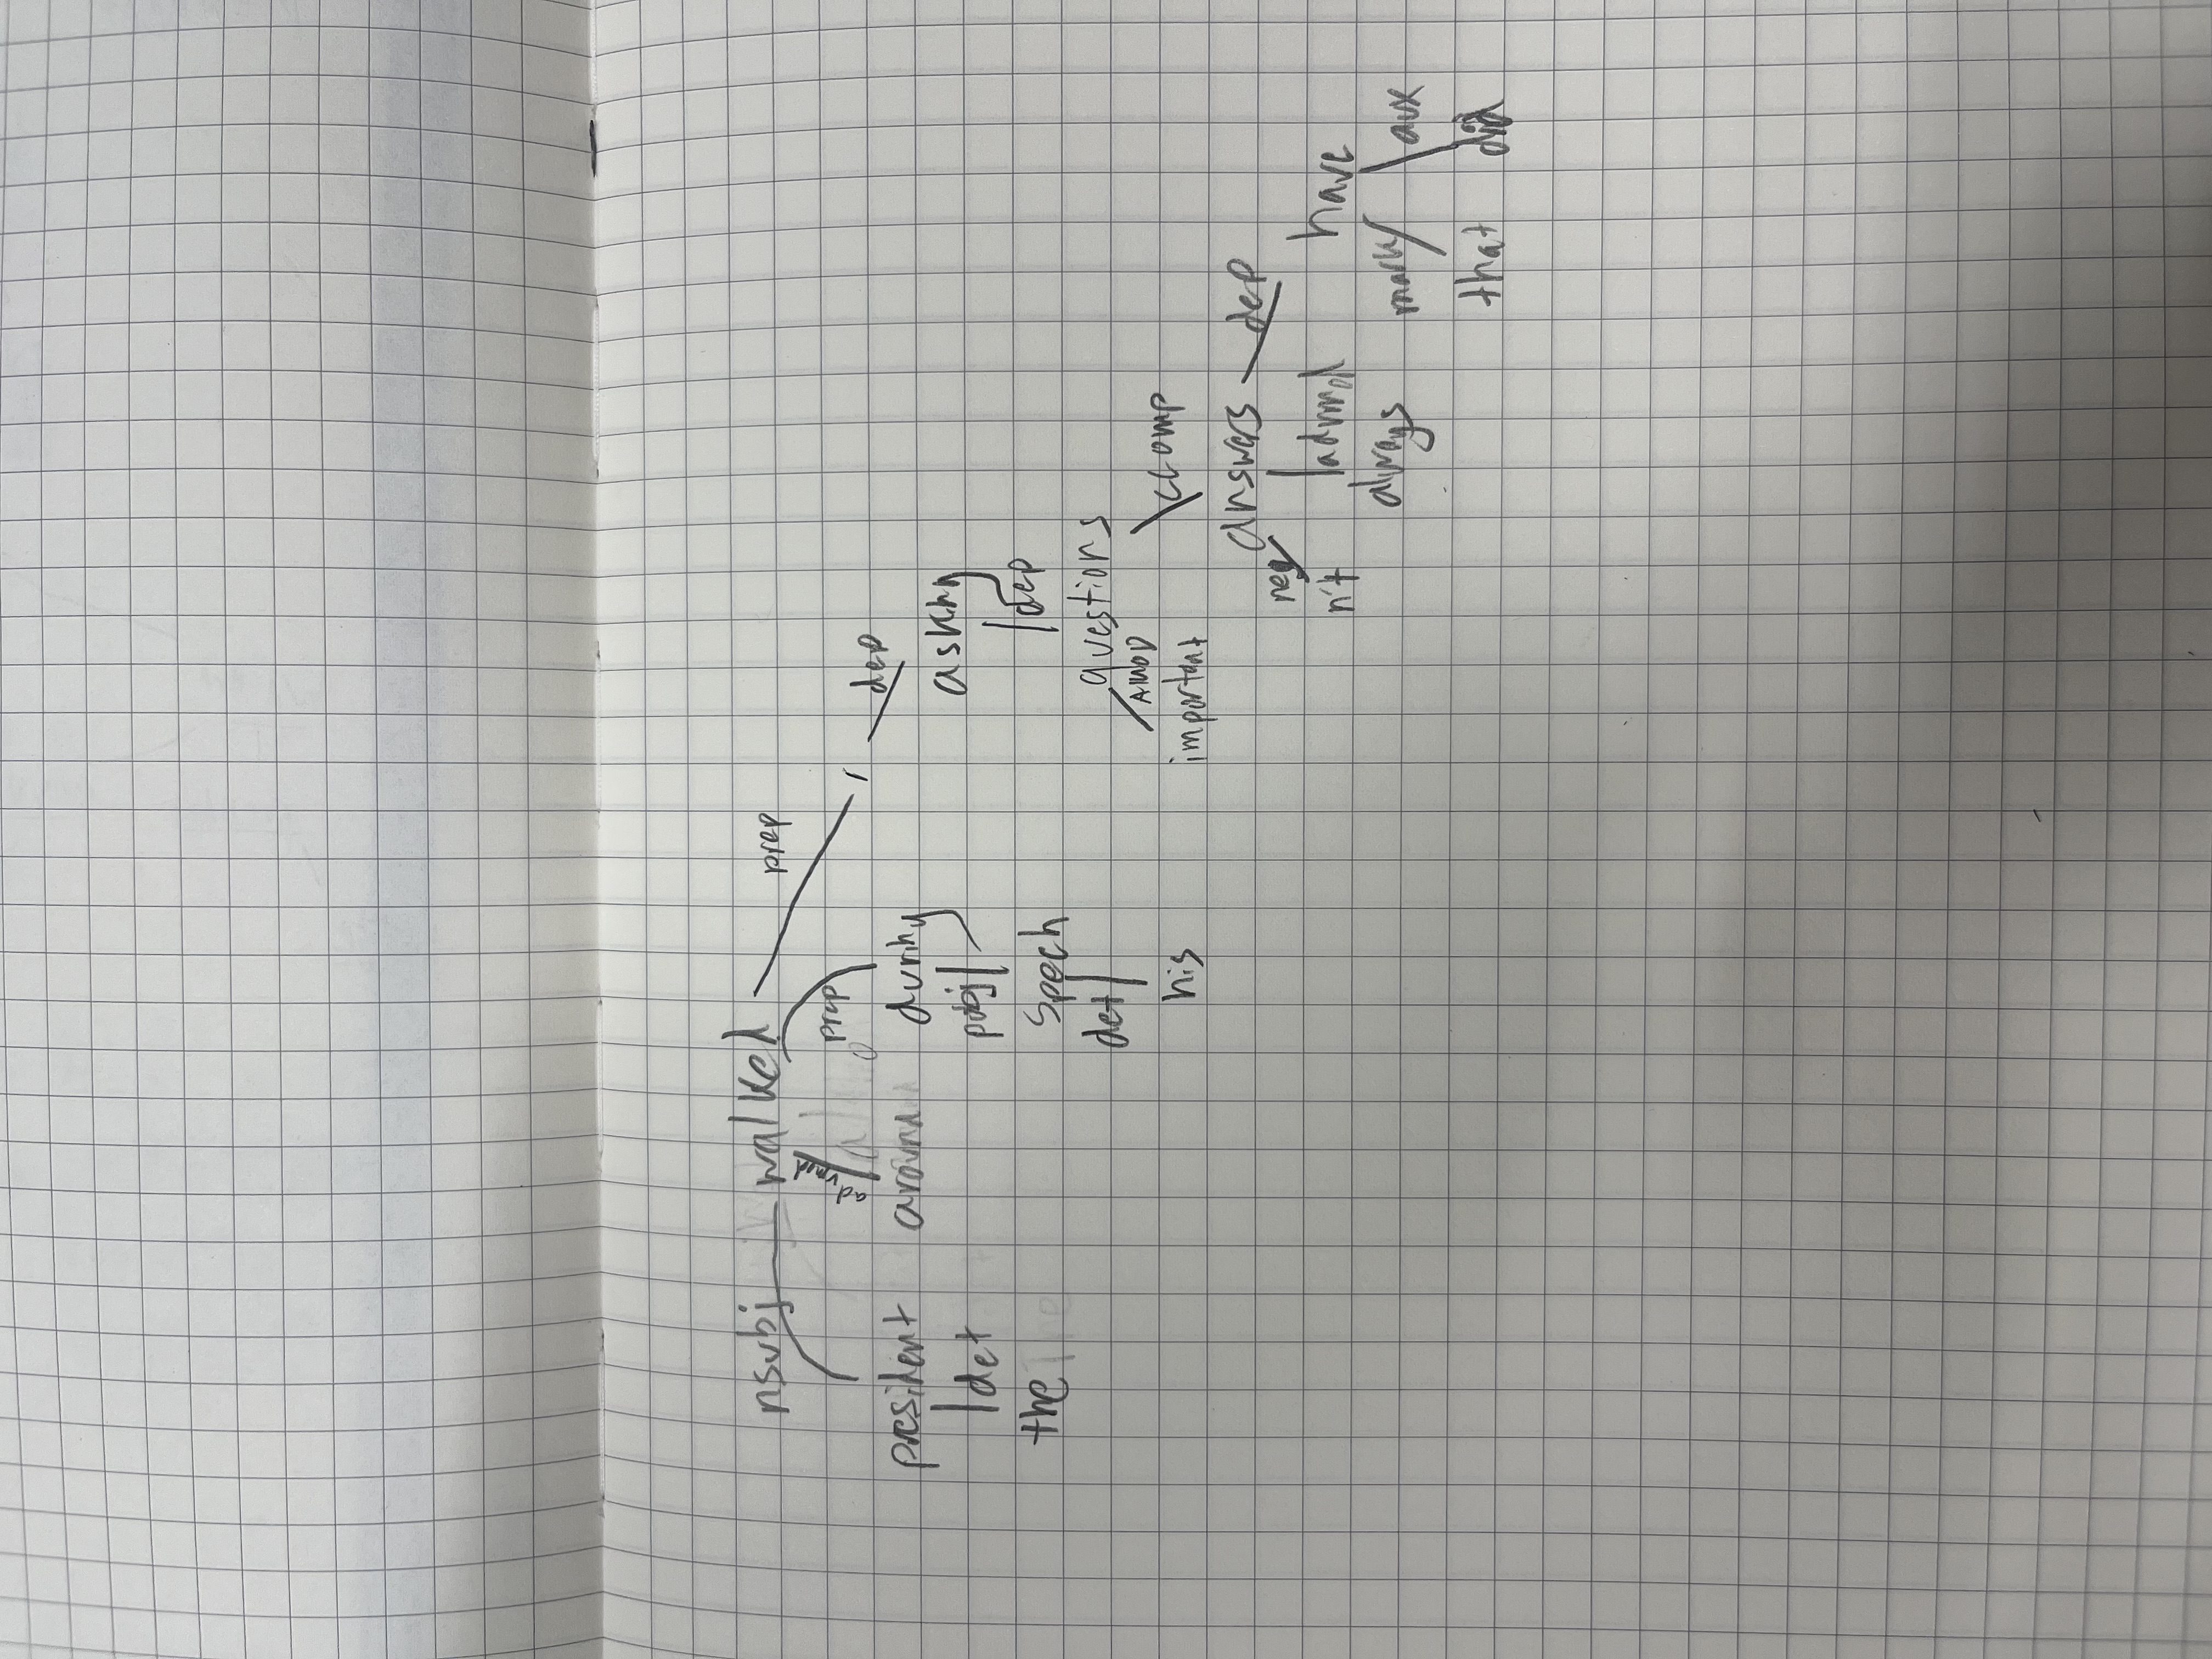 nsubj walked prep
advmod prep ,
dep
president around during
asking
det pobj
dep
the spech
questions
det
AMOD
ccomp
his
important
answers dep
neg
n't advmod have
always mark aux
that did